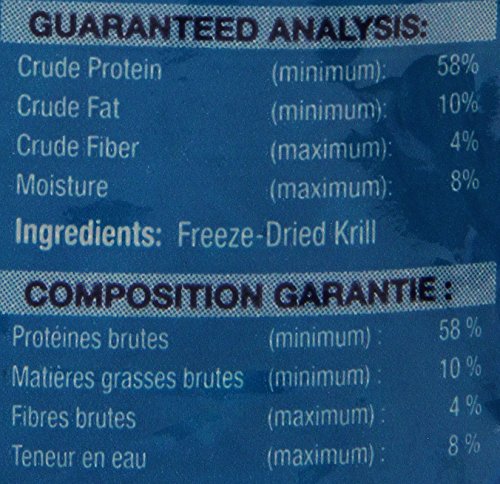 GUARANTEED ANALYSIS:
Crude Protein (minimum): 58%
Crude Fat (minimum): 10%
Crude Fiber (maximum): 4%
Moisture (maximum): 8%
Ingredients: Freeze-Dried Krill
COMPOSITION GARANTIE :
Protéines brutes (minimum) : 58 %
Matières grasses brutes (minimum) : 10 %
Fibres brutes (maximum) : 4 %
Teneur en eau (maximum) : 8 %